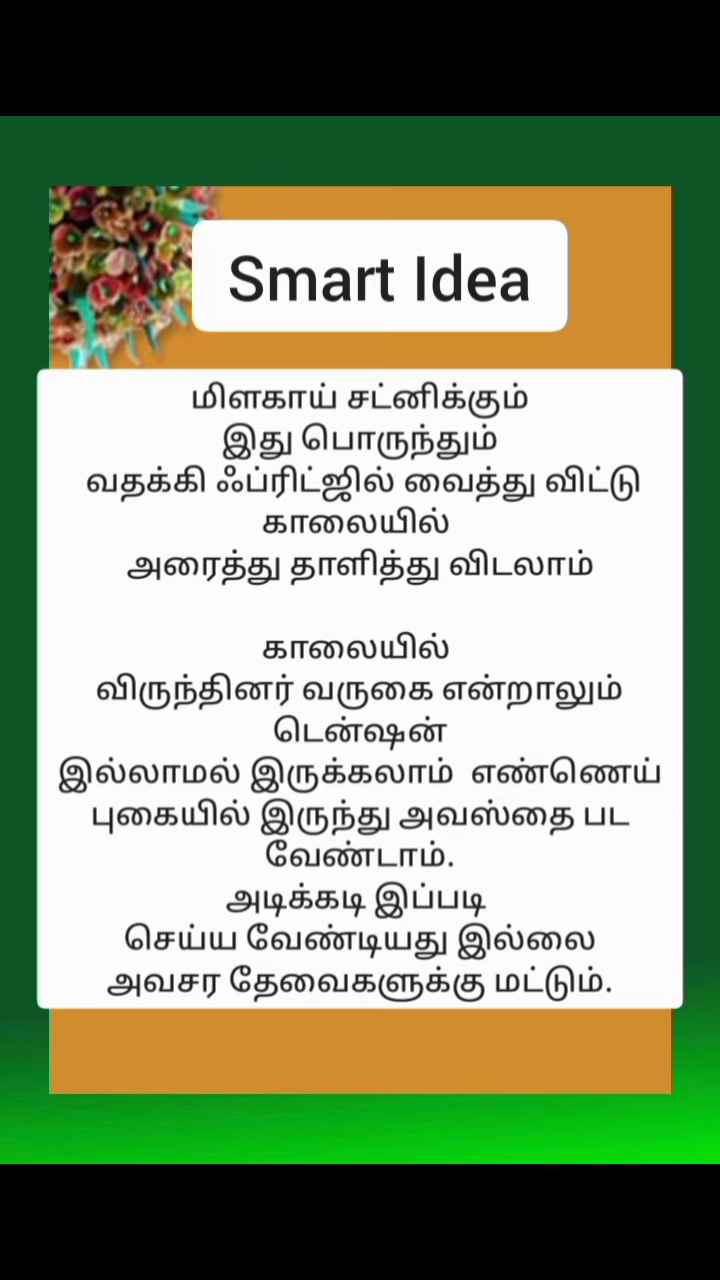 Smart Idea
மிளகாய் சட்னிக்கும்
இது பொருந்தும்
வதக்கி ஃப்ரிட்ஜில் வைத்து விட்டு
காலையில்
அரைத்து தாளித்து விடலாம்
காலையில்
விருந்தினர் வருகை என்றாலும்
டென்ஷன்
இல்லாமல் இருக்கலாம் எண்ணெய்
புகையில் இருந்து அவஸ்தை பட
வேண்டாம்.
அடிக்கடி இப்படி
செய்ய வேண்டியது இல்லை
அவசர தேவைகளுக்கு மட்டும்.